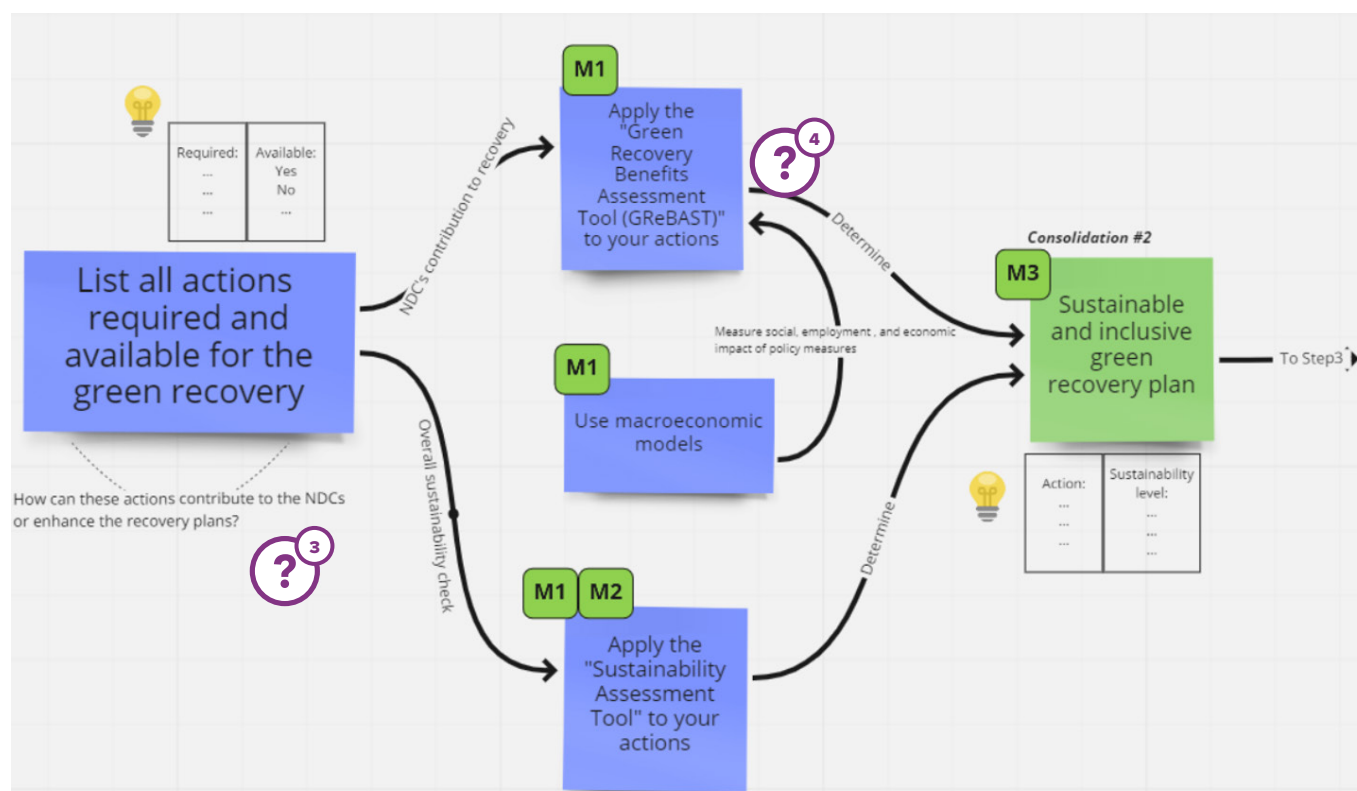 Required:
...
...
...
Available:
Yes
No
...
List all actions
required and
available for the
green recovery
How can these actions contribute to the NDCs
or enhance the recovery plans?
? 3
NDC's contribution to recovery
Overall sustainability check
M1
Apply the
"Green
Recovery
Benefits
Assessment
Tool (GReBAST)"
to your actions
? 4
Measure social, employment , and economic
impact of policy measures
M1
Use macroeconomic
models
M1 M2
Apply the
"Sustainability
Assessment
Tool" to your
actions
Determine
Determine
Consolidation #2
M3
Sustainable
and inclusive
green
recovery plan
To Step3
Action:
...
...
...
Sustainability
level:
...
...
...